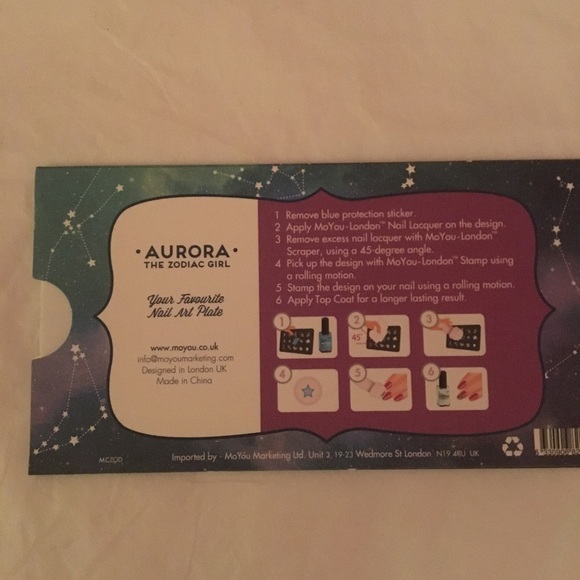 • AURORA •
THE ZODIAC GIRL
Your Favourite
Nail Art Plate
www.moyou.co.uk
info@moyoumarketing.com
Designed in London UK
Made in China
1 Remove blue protection sticker.
2 Apply MoYou-London™ Nail Lacquer on the design.
3 Remove excess nail lacquer with MoYou-London™
Scraper, using a 45-degree angle.
4 Pick up the design with MoYou-London™ Stamp using
a rolling motion.
5 Stamp the design on your nail using a rolling motion.
6 Apply Top Coat for a longer lasting result.
1
2
45°
3
4
5
6
MCZOD
Imported by - MoYou Marketing Ltd. Unit 3, 19-23 Wedmore St London N19 4RU UK